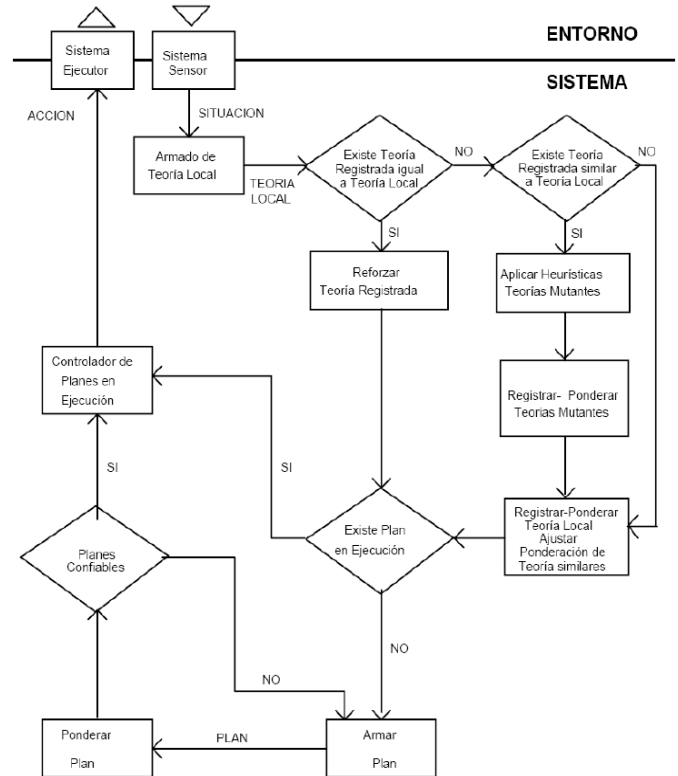 ENTORNO
SISTEMA
Sistema
Ejecutor
Sistema
Sensor
ACCION
SITUACION
Armado de
Teoría Local
TEORIA
LOCAL
Existe Teoría
Registrada igual
a Teoría Local
NO
Existe Teoría
Registrada similar
a Teoría Local
NO
SI
SI
Reforzar
Teoría Registrada
Aplicar Heurísticas
Teorías Mutantes
Controlador de
Planes en
Ejecución
Registrar- Ponderar
Teorias Mutantes
SI
SI
Registrar-Ponderar
Teoría Local
Ajustar
Ponderación de
Teoría similares
Existe Plan
en Ejecución
Planes
Confiables
NO
NO
Ponderar
Plan
PLAN
Armar
Plan